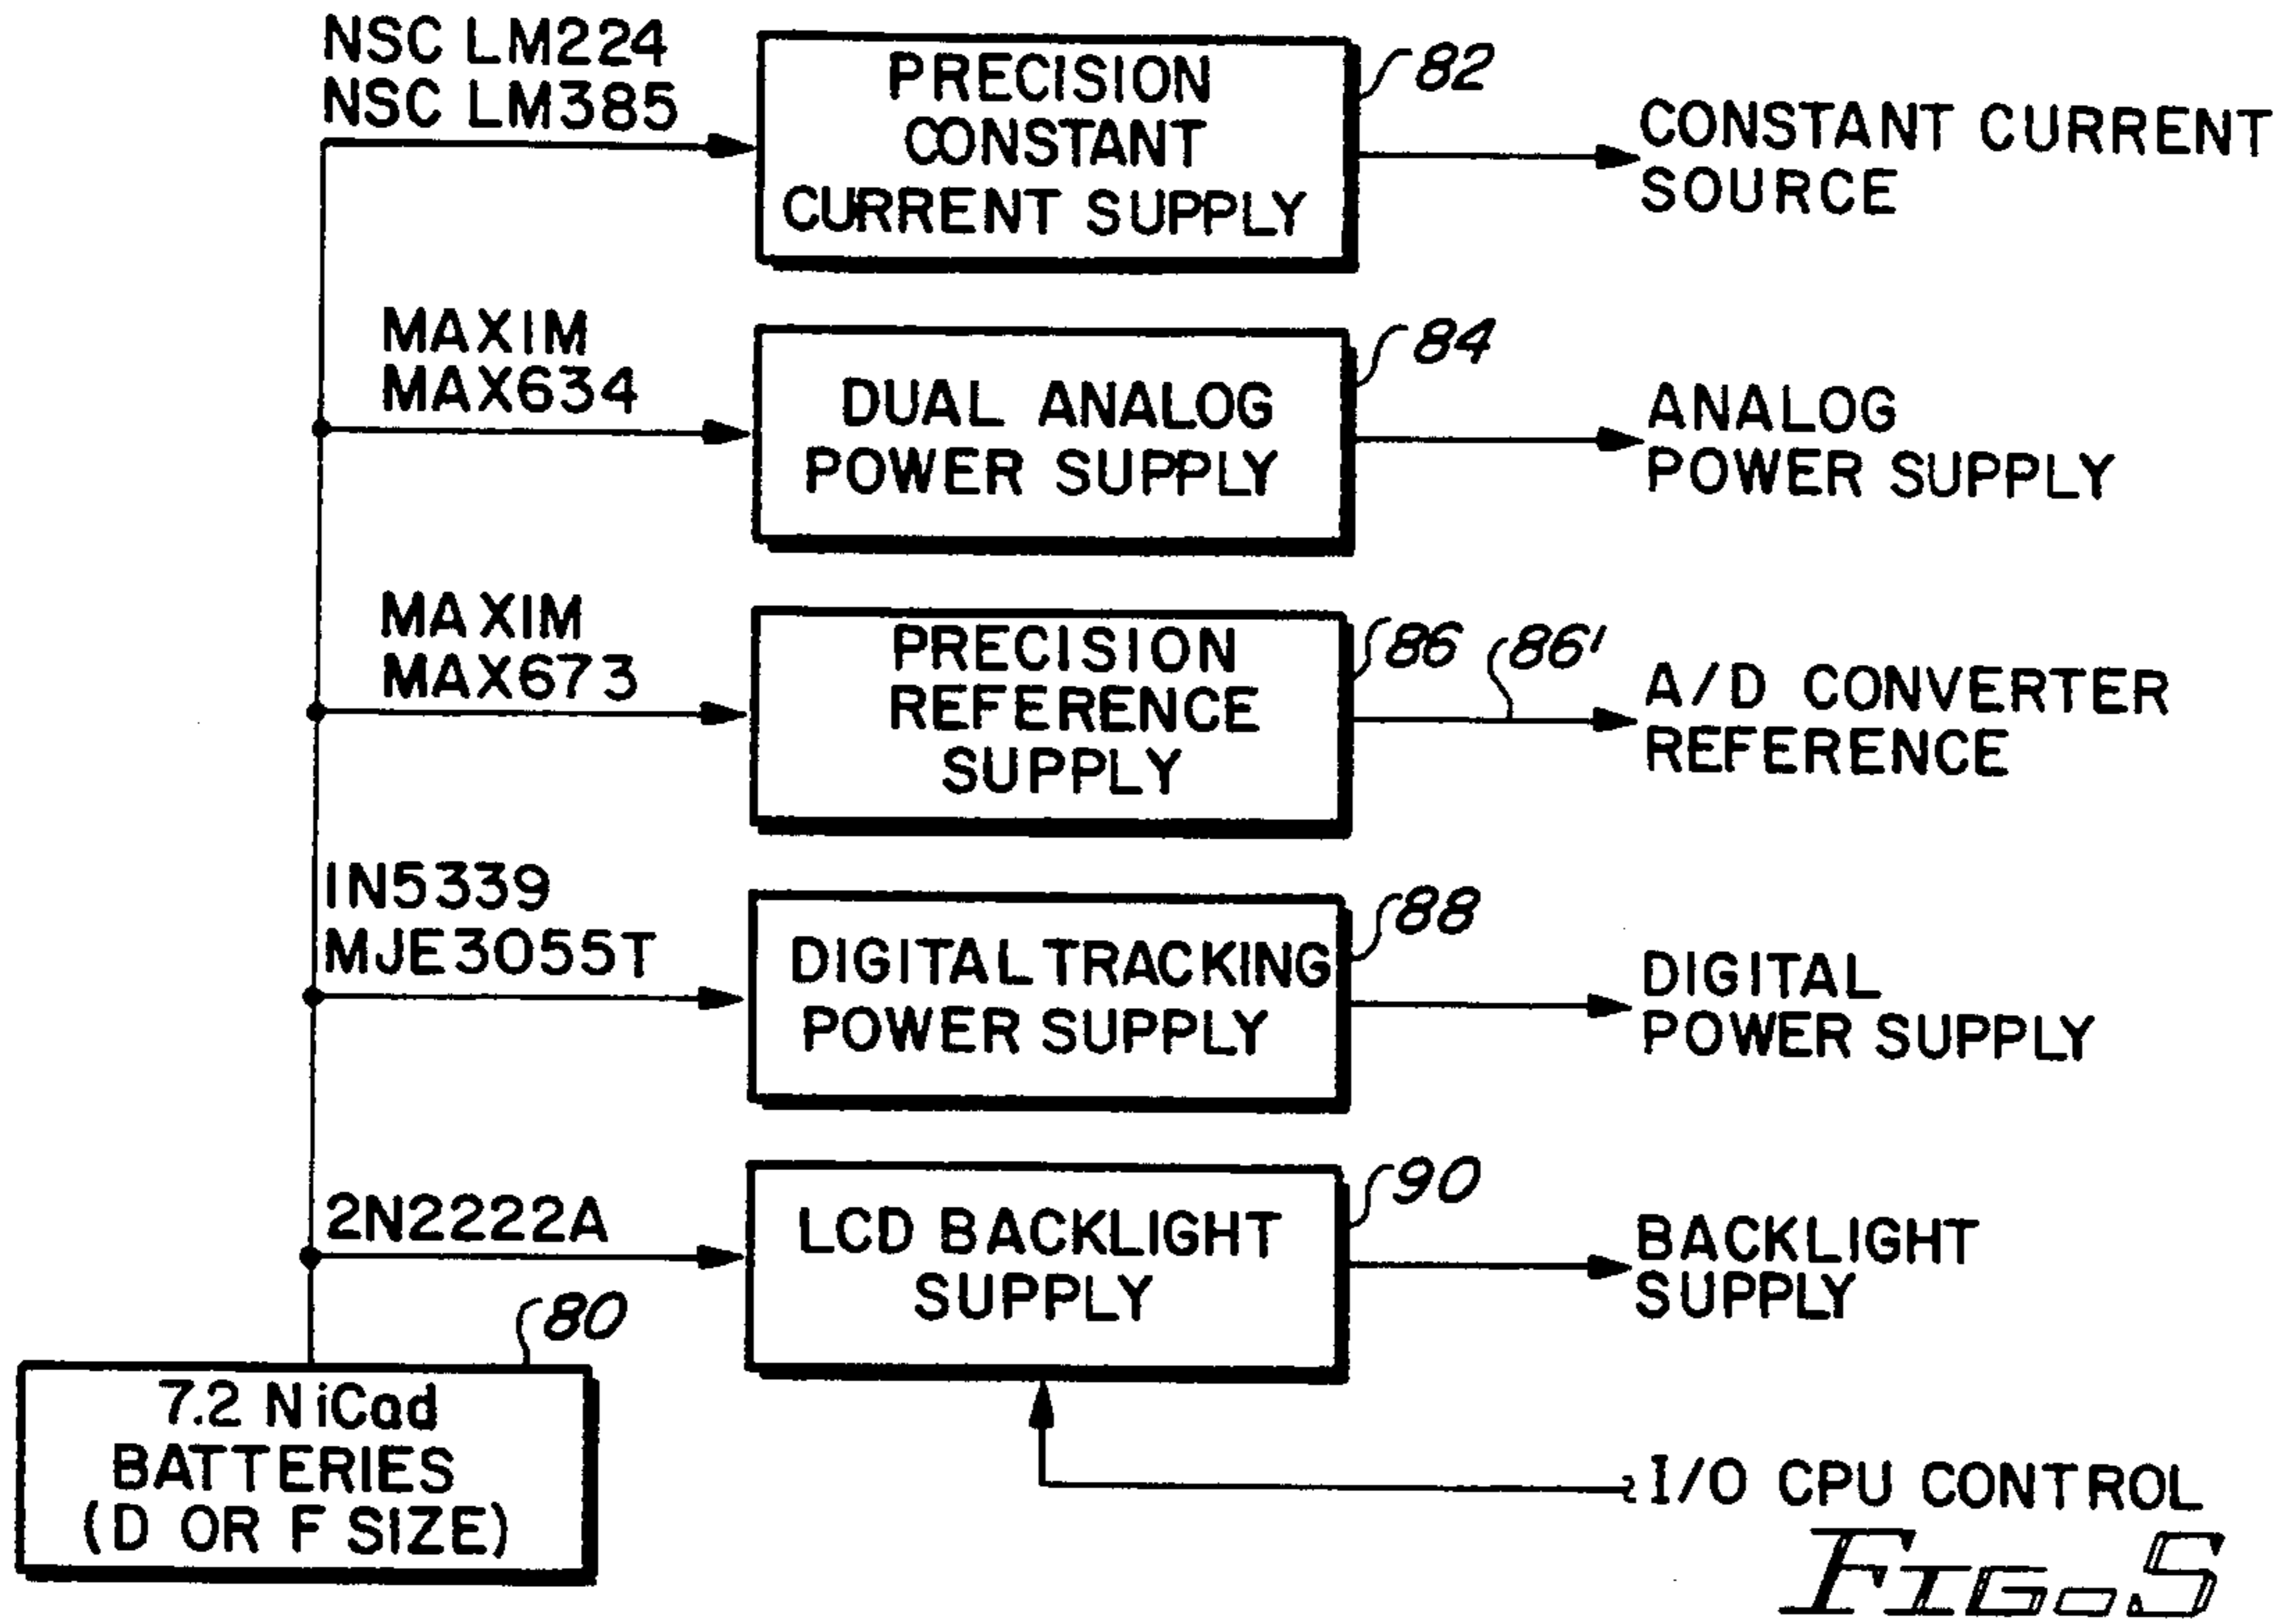 NSC LM224
NSC LM385
PRECISION
CONSTANT
CURRENT SUPPLY
82
CONSTANT CURRENT
SOURCE
MAXIM
MAX634
DUAL ANALOG
POWER SUPPLY
84
ANALOG
POWER SUPPLY
MAXIM
MAX673
PRECISION
REFERENCE
SUPPLY
86
86'
A/D CONVERTER
REFERENCE
IN5339
MJE3055T
DIGITAL TRACKING
POWER SUPPLY
88
DIGITAL
POWER SUPPLY
2N2222A
LCD BACKLIGHT
SUPPLY
90
BACKLIGHT
SUPPLY
80
7.2 NiCad
BATTERIES
(D OR F SIZE)
I/O CPU CONTROL
FIG. 5